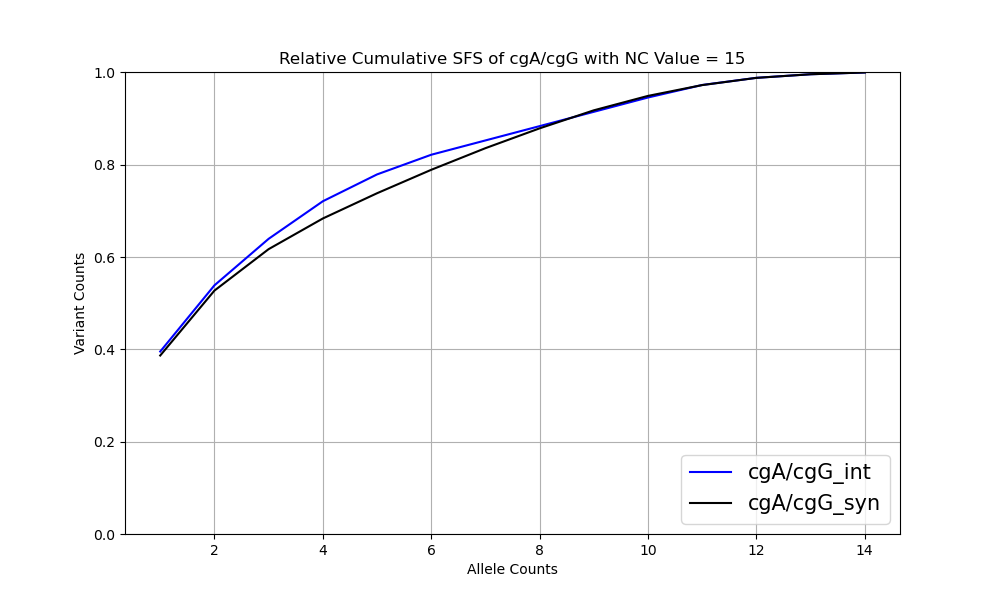 Relative Cumulative SFS of cgA/cgG with NC Value = 15
1.0
0.8
0.6
0.4
0.2
0.0
Variant Counts
cgA/cgG_int
cgA/cgG_syn
2 4 6 8 10 12 14
Allele Counts